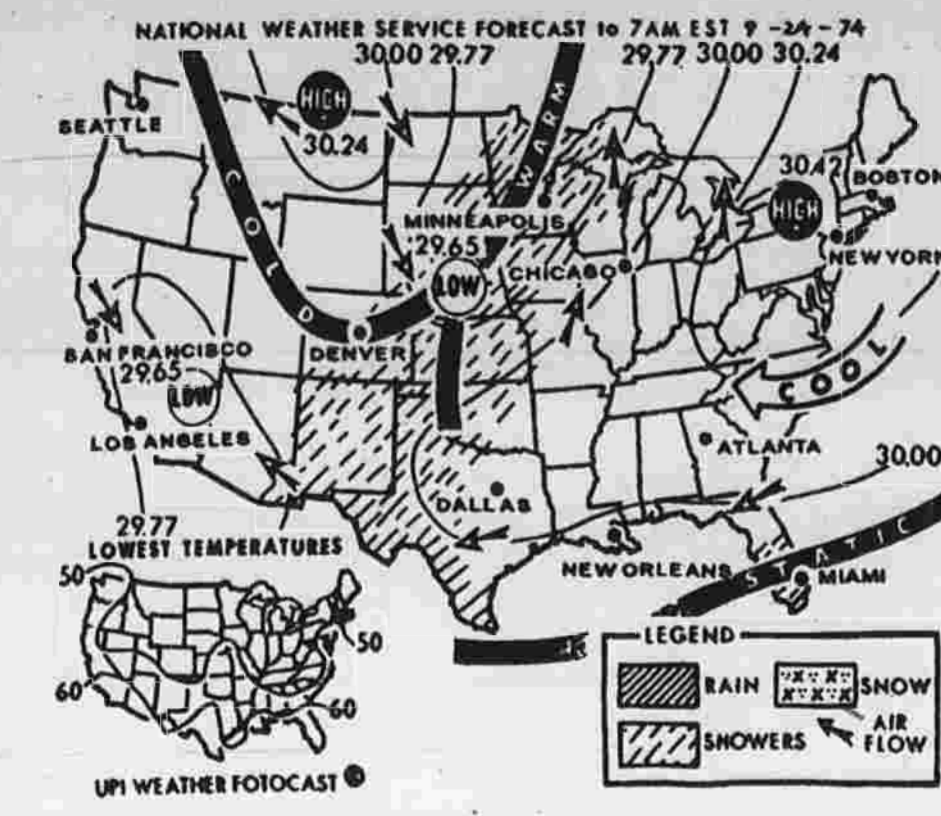 NATIONAL WEATHER SERVICE FORECAST to 7AM EST 9-24-74
30.00 29.77
29.77 30.00 30.24
HIGH
SEATTLE
30.24
WARM
30.42
BOSTON
HIGH
COLD
MINNEAPOLIS
29.65
NEW YORK
CHICAGO
LOW
SAN FRANCISCO
DENVER
29.65
LOW
COOL
LOS ANGELES
ATLANTA
30.00
DALLAS
29.77
LOWEST TEMPERATURES
NEW ORLEANS
STATIC
MIAMI
50
50
60
60
LEGEND
RAIN
SNOW
SHOWERS
AIR
FLOW
UPI WEATHER FOTOCAST